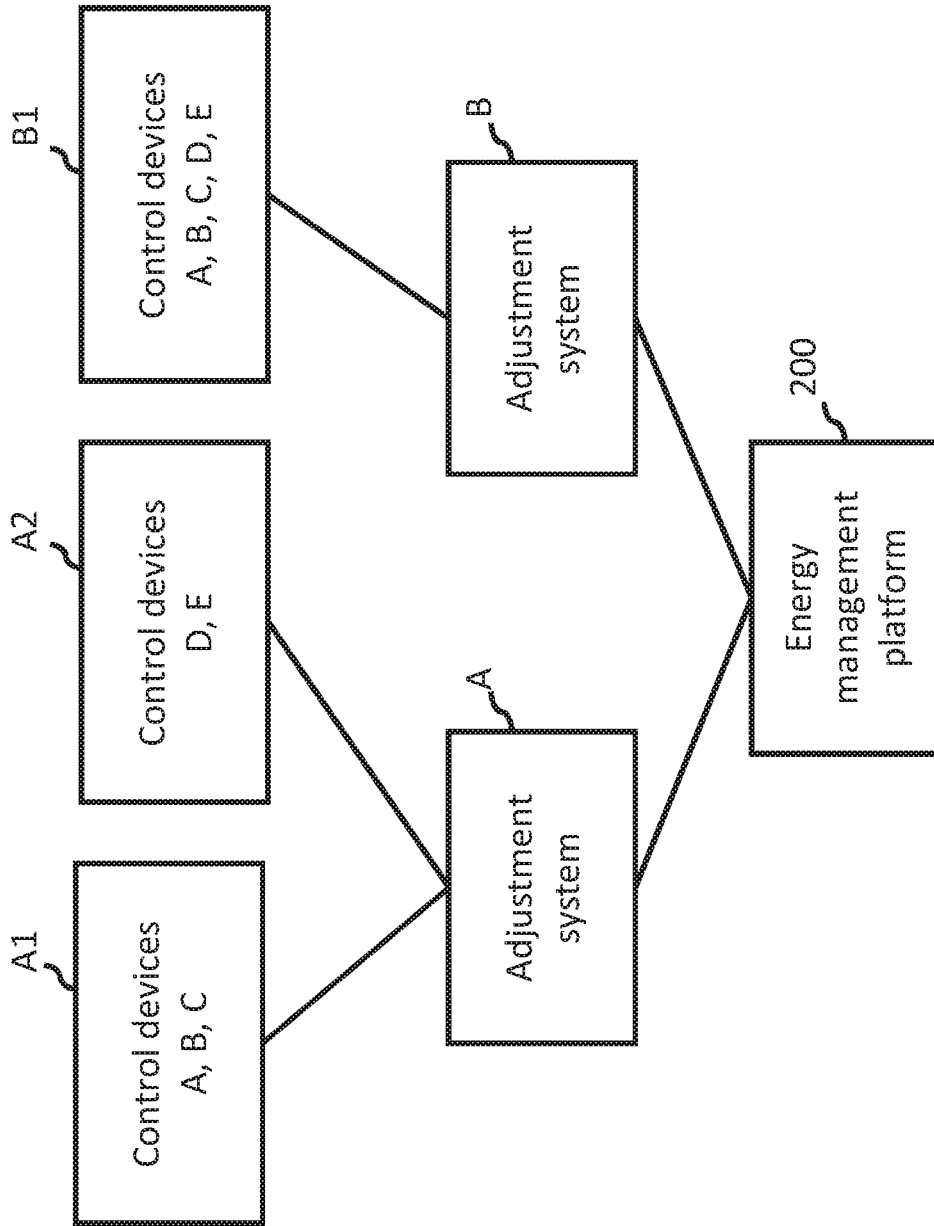 A1
Control devices
A, B, C
A2
Control devices
D, E
B1
Control devices
A, B, C, D, E
A
Adjustment
system
B
Adjustment
system
200
Energy
management
platform